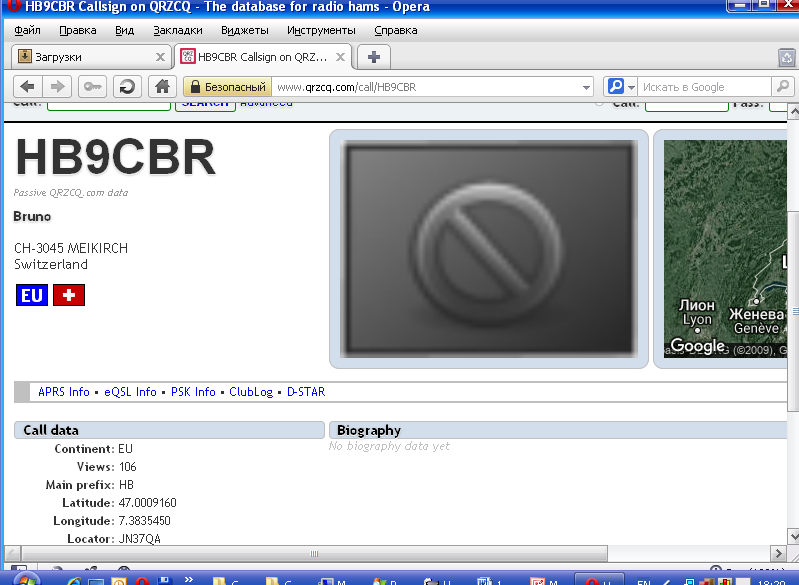 HB9CBR Callsign on QRZCQ - The database for radio hams - Opera
Файл Правка Вид Закладки Виджеты Инструменты Справка
Загрузки
HB9CBR Callsign on QRZ...
Безопасный www.qrzcq.com/call/HB9CBR
Искать в Google
Call: SEARCH Advanced Call: Pass:
HB9CBR
Passive QRZCQ.com data
Bruno
CH-3045 MEIKIRCH
Switzerland
EU
Лион
Lyon
Женева
Genève
Google
(©2009), G
APRS Info • eQSL Info • PSK Info • ClubLog • D-STAR
Call data
Continent: EU
Views: 106
Main prefix: HB
Latitude: 47.0009160
Longitude: 7.3835450
Locator: JN37QA
Biography
No biography data yet
EN
18:20